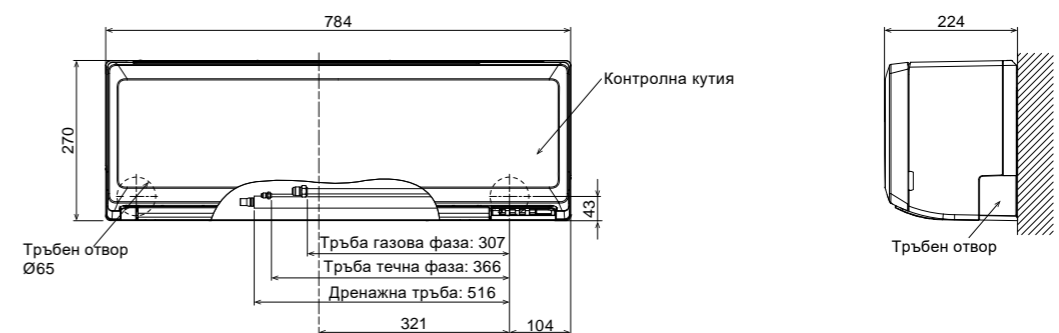 784
224
Контролна кутия
270
43
Тръбен отвор
Ø65
Тръба газова фаза: 307
Тръба течна фаза: 366
Дренажна тръба: 516
321
104
Тръбен отвор